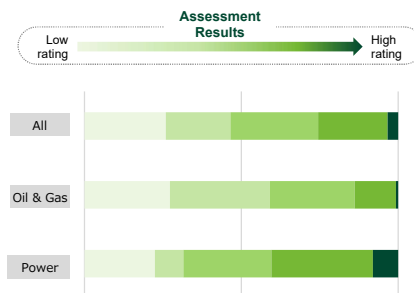 Assessment
Results
Low
rating
High
rating
All
Oil & Gas
Power